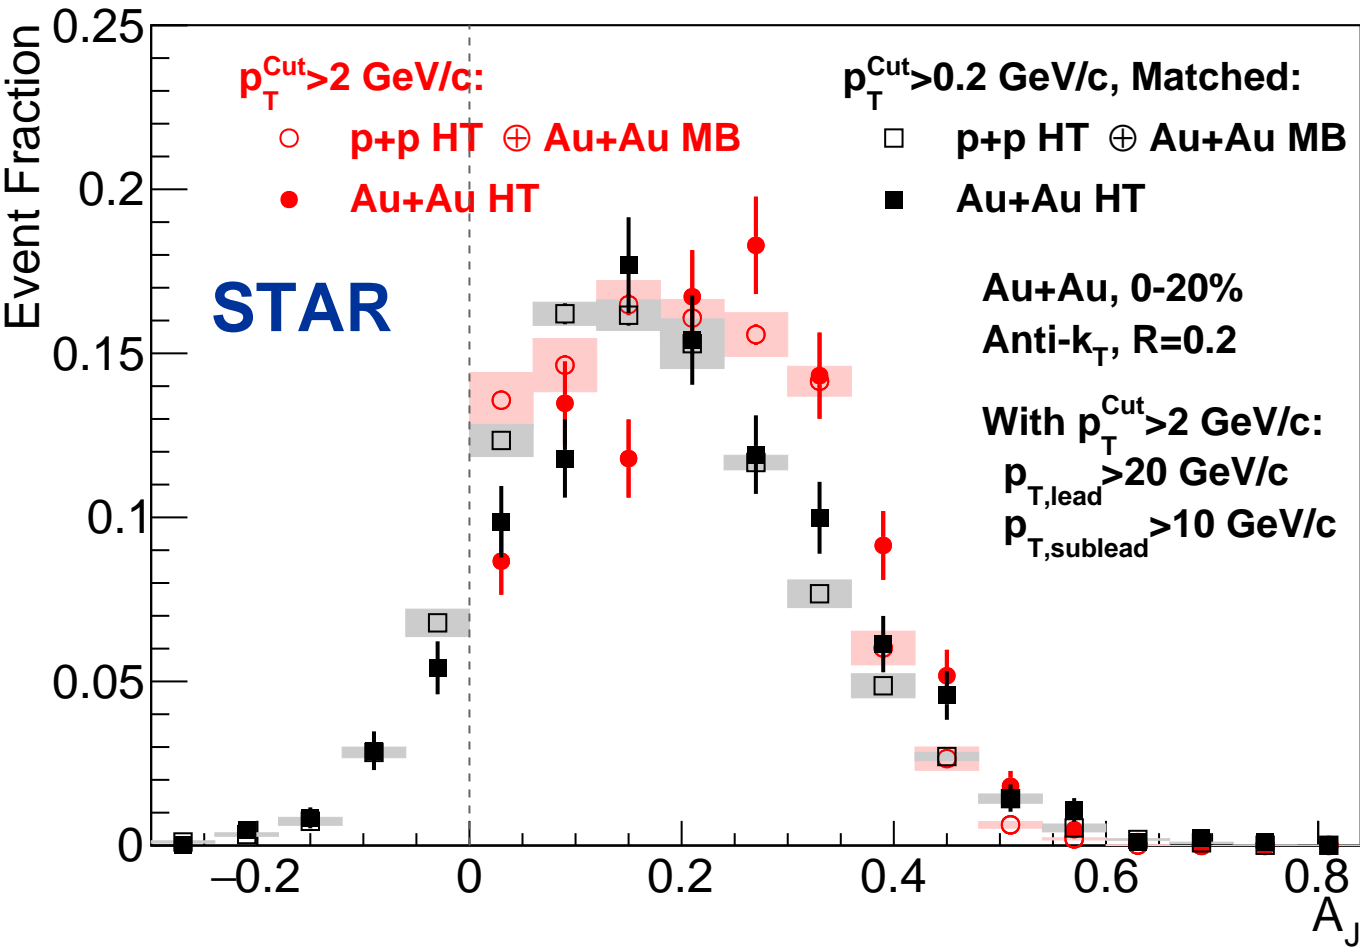 Event Fraction
0.25
0.2
0.15
0.1
0.05
0
p_T^Cut>2 GeV/c:
p+p HT ⊕ Au+Au MB
Au+Au HT
p_T^Cut>0.2 GeV/c, Matched:
p+p HT ⊕ Au+Au MB
Au+Au HT
STAR
Au+Au, 0-20%
Anti-k_T, R=0.2
With p_T^Cut>2 GeV/c:
p_T,lead>20 GeV/c
p_T,sublead>10 GeV/c
−0.2 0 0.2 0.4 0.6 0.8
A_J